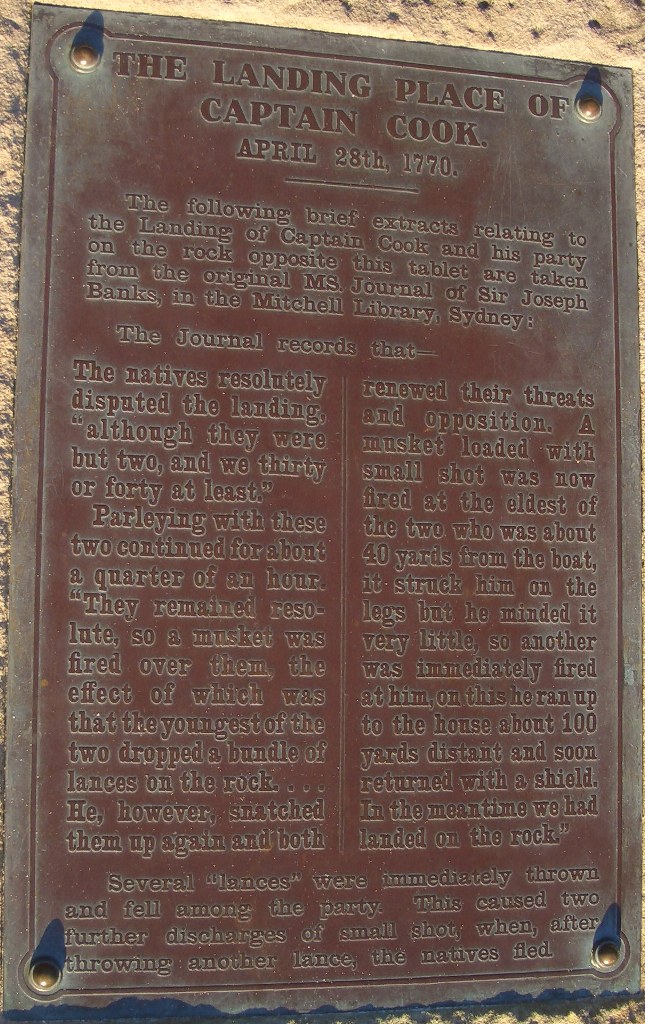 THE LANDING PLACE OF
CAPTAIN COOK.
APRIL 28th, 1770.
The following brief extracts relating to
the Landing of Captain Cook and his party
on the rock opposite this tablet are taken
from the original MS. Journal of Sir Joseph
Banks, in the Mitchell Library, Sydney:
The Journal records that—
The natives resolutely
disputed the landing,
"although they were
but two, and we thirty
or forty at least."
Parleying with these
two continued for about
a quarter of an hour.
"They remained reso-
lute, so a musket was
fired over them, the
effect of which was
that the youngest of the
two dropped a bundle of
lances on the rock. . . .
He, however, snatched
them up again and both
renewed their threats
and opposition. A
musket loaded with
small shot was now
fired at the eldest of
the two who was about
40 yards from the boat,
it struck him on the
legs but he minded it
very little, so another
was immediately fired
at him, on this he ran up
to the house about 100
yards distant and soon
returned with a shield.
In the meantime we had
landed on the rock."
Several "lances" were immediately thrown
and fell among the party. This caused two
further discharges of small shot, when, after
throwing another lance, the natives fled